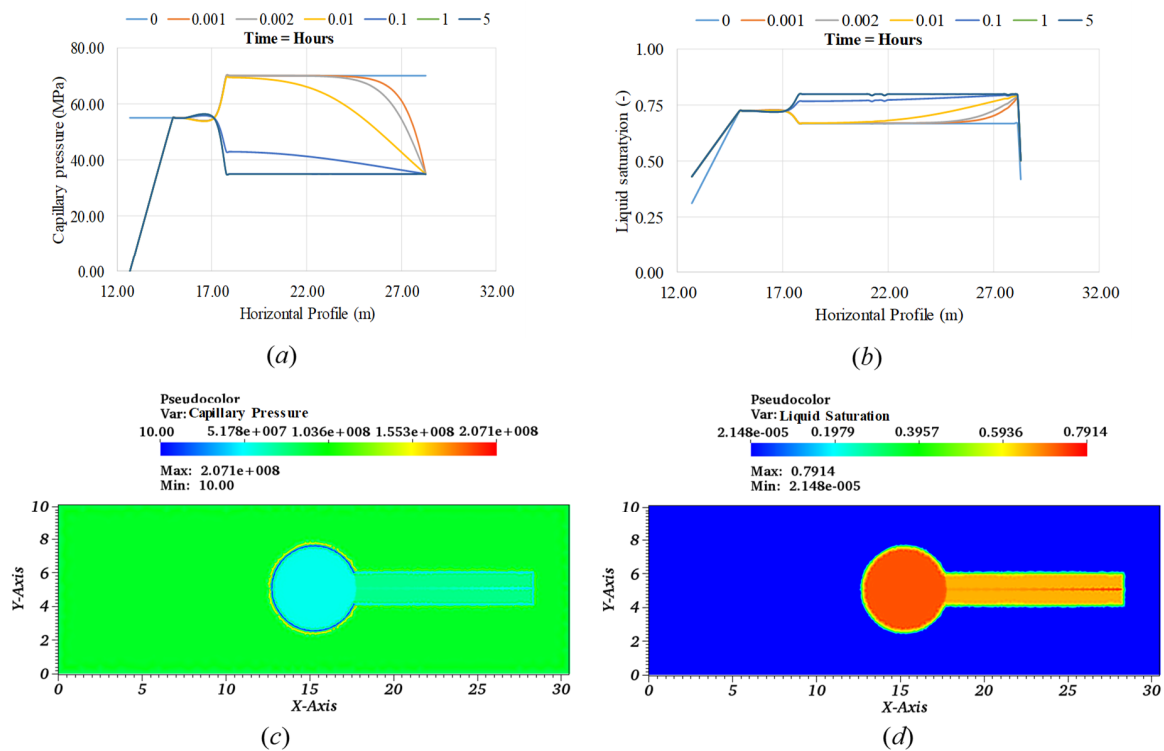 0 0.001 0.002 0.01 0.1 1 5
Time = Hours
80.00
60.00
40.00
20.00
0.00
Capillary pressure (MPa)
12.00 17.00 22.00 27.00 32.00
Horizontal Profile (m)
(a)
0 0.001 0.002 0.01 0.1 1 5
Time = Hours
1.00
0.75
0.50
0.25
0.00
Liquid saturatyion (-)
12.00 17.00 22.00 27.00 32.00
Horizontal Profile (m)
(b)
Pseudocolor
Var: Capillary Pressure
10.00 5.178e+007 1.036e+008 1.553e+008 2.071e+008
Max: 2.071e+008
Min: 10.00
10
8
6
4
2
0
Y-Axis
0 5 10 15 20 25 30
X-Axis
(c)
Pseudocolor
Var: Liquid Saturation
2.148e-005 0.1979 0.3957 0.5936 0.7914
Max: 0.7914
Min: 2.148e-005
10
8
6
4
2
0
Y-Axis
0 5 10 15 20 25 30
X-Axis
(d)